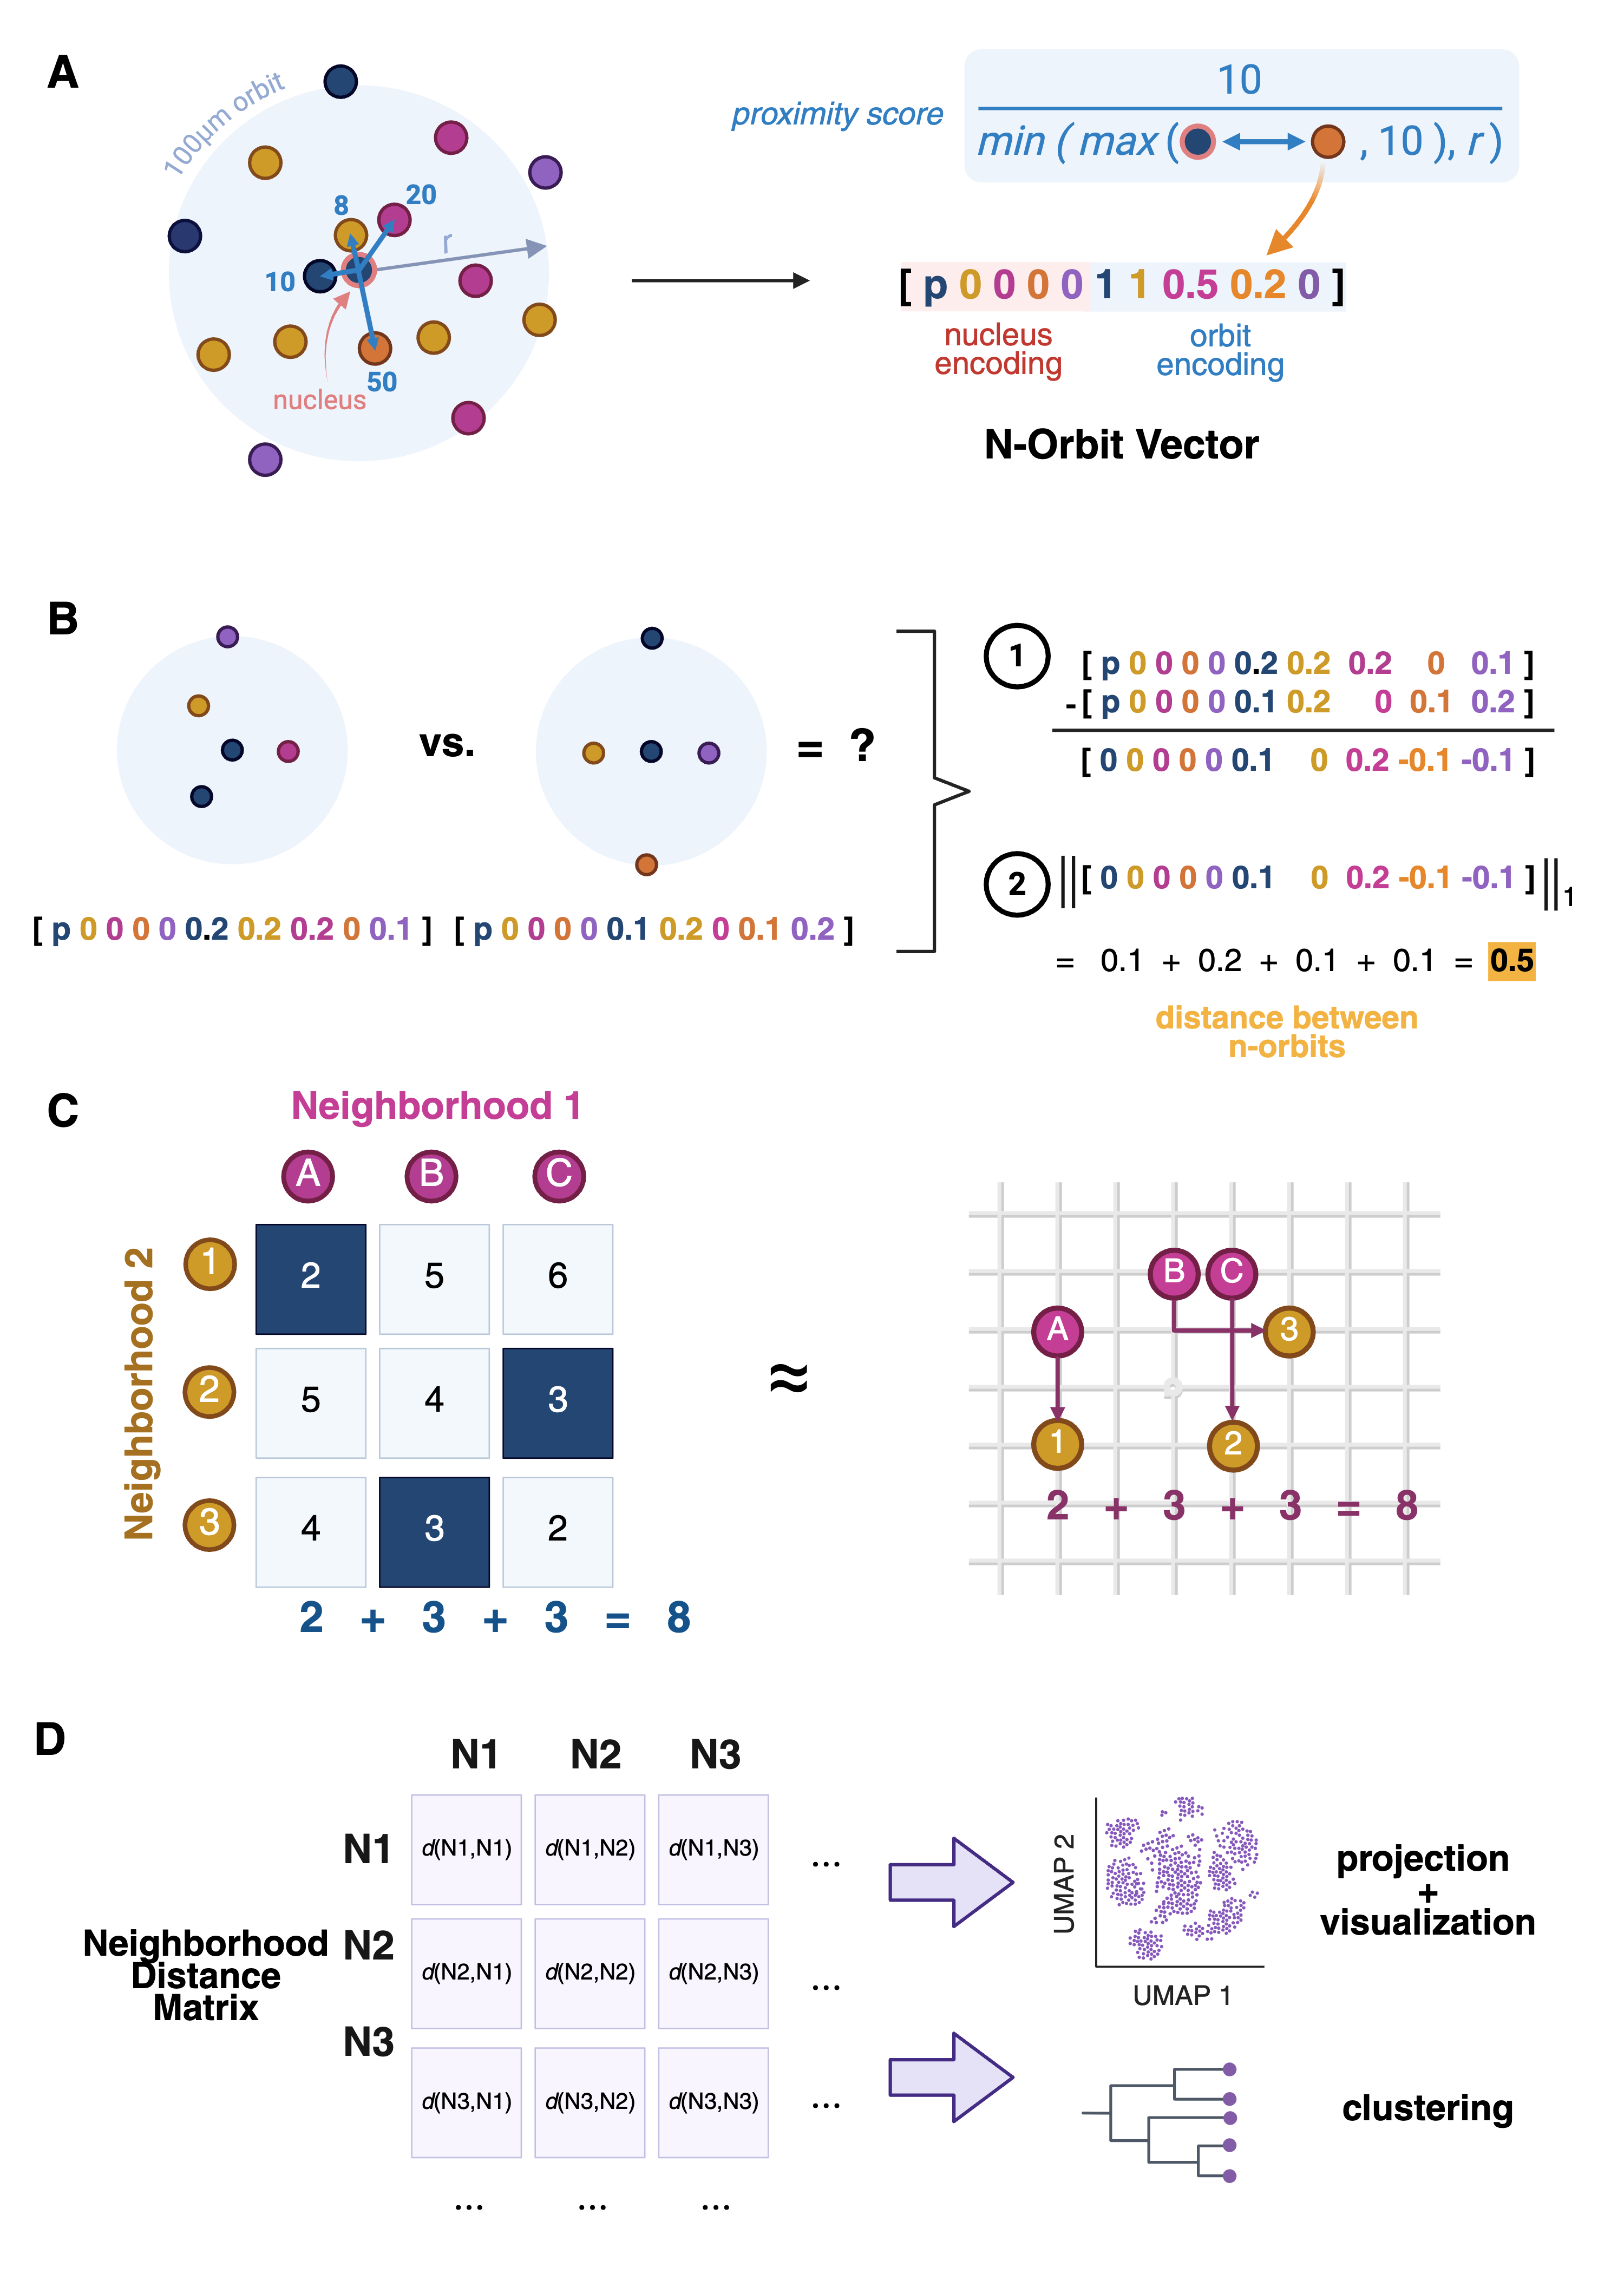 A
100µm orbit
8
20
r
10
50
nucleus
proximity score
10
min ( max ( , 10 ), r )
[ p 0 0 0 0 1 1 0.5 0.2 0 ]
nucleus
encoding
orbit
encoding
N-Orbit Vector
B
vs.
= ?
[ p 0 0 0 0 0.2 0.2 0.2 0 0.1 ]
[ p 0 0 0 0 0.1 0.2 0 0.1 0.2 ]
1
[ p 0 0 0 0 0.2 0.2 0.2 0 0.1 ]
-[ p 0 0 0 0 0.1 0.2 0 0.1 0.2 ]
[ 0 0 0 0 0 0.1 0 0.2 -0.1 -0.1 ]
2
||[ 0 0 0 0 0 0.1 0 0.2 -0.1 -0.1 ]||1
= 0.1 + 0.2 + 0.1 + 0.1 = 0.5
distance between
n-orbits
C
Neighborhood 1
A B C
Neighborhood 2
1 2 5 6
2 5 4 3
3 4 3 2
2 + 3 + 3 = 8
≈
B C
A 3
1 2
2 + 3 + 3 = 8
D
N1 N2 N3
N1 d(N1,N1) d(N1,N2) d(N1,N3) ...
N2 d(N2,N1) d(N2,N2) d(N2,N3) ...
N3 d(N3,N1) d(N3,N2) d(N3,N3) ...
... ... ...
Neighborhood
Distance
Matrix
UMAP 2
UMAP 1
projection
+
visualization
clustering